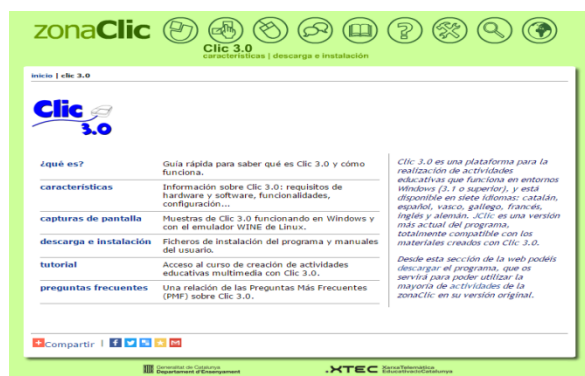 zonaClic
Clic 3.0
características | descarga e instalación
inicio | clic 3.0
Clic
3.0
¿qué es?
Guía rápida para saber qué es Clic 3.0 y cómo
funciona.
características
Información sobre Clic 3.0: requisitos de
hardware y software, funcionalidades,
configuración...
capturas de pantalla
Muestras de Clic 3.0 funcionando en Windows y
con el emulador WINE de Linux.
descarga e instalación
Ficheros de instalación del programa y manuales
del usuario.
tutorial
Acceso al curso de creación de actividades
educativas multimedia con Clic 3.0.
preguntas frecuentes
Una relación de las Preguntas Más Frecuentes
(PMF) sobre Clic 3.0.
Clic 3.0 es una plataforma para la
realización de actividades
educativas que funciona en entornos
Windows (3.1 o superior), y está
disponible en siete idiomas: catalán,
español, vasco, gallego, francés,
inglés y alemán. JClic es una versión
más actual del programa,
totalmente compatible con los
materiales creados con Clic 3.0.
Desde esta sección de la web podéis
descargar el programa, que os
servirá para poder utilizar la
mayoría de actividades de la
zonaClic en su versión original.
Compartir |
Generalitat de Catalunya
Departament d'Ensenyament
XTEC
Xarxa Telemàtica
Educativa de Catalunya